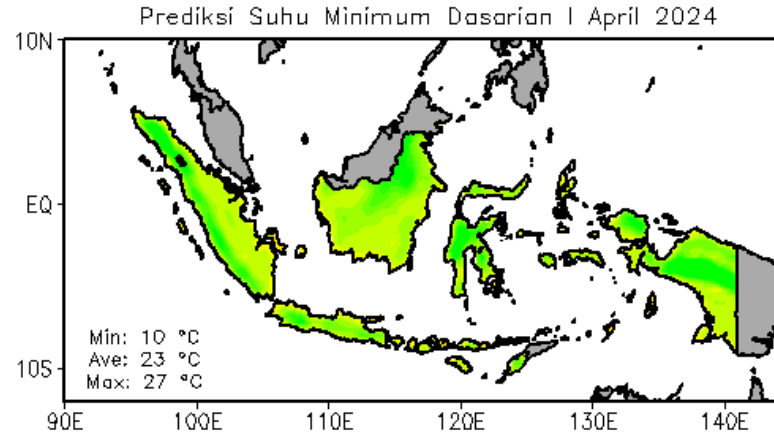 Prediksi Suhu Minimum Dasarian I April 2024
10N
EQ
10S
Min: 10 °C
Ave: 23 °C
Max: 27 °C
90E 100E 110E 120E 130E 140E